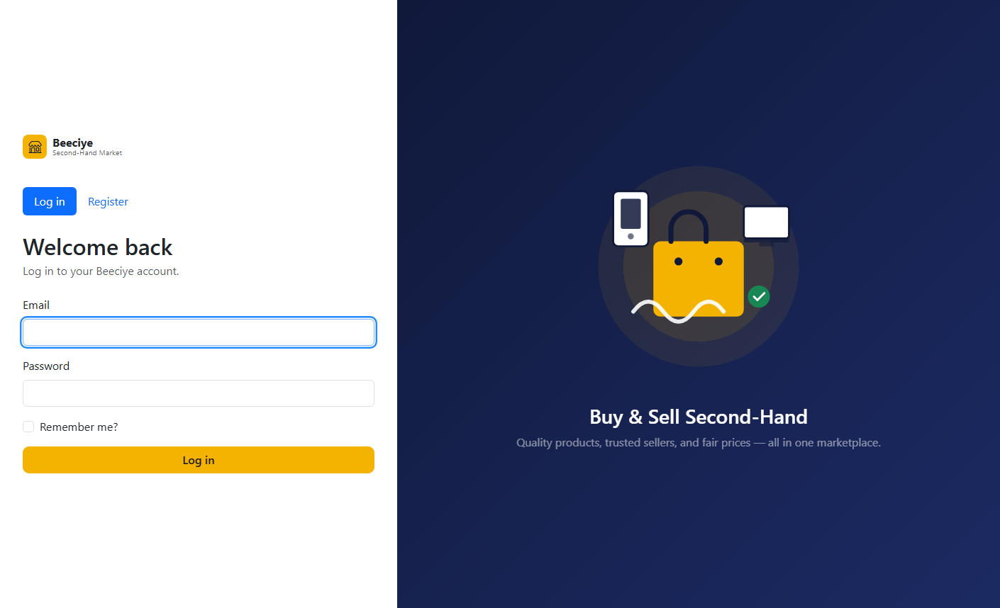 Beeciye
Second-Hand Market
Log in
Register
Welcome back
Log in to your Beeciye account.
Email
Password
Remember me?
Log in
Buy & Sell Second-Hand
Quality products, trusted sellers, and fair prices — all in one marketplace.